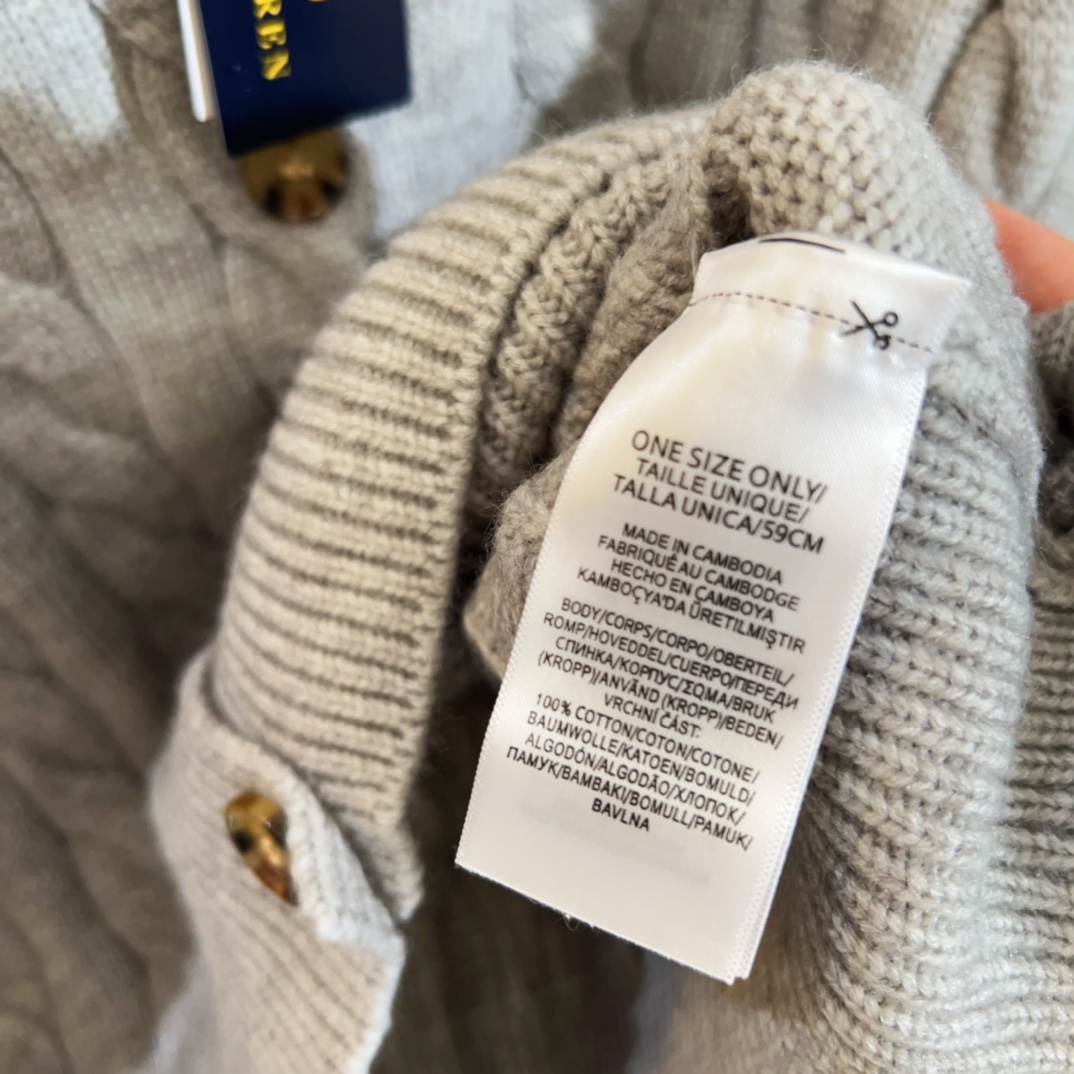 REN
ONE SIZE ONLY/
TAILLE UNIQUE/
TALLA UNICA/59CM
MADE IN CAMBODIA
FABRIQUÉ AU CAMBODGE
HECHO EN CAMBOYA
KAMBOÇYA'DA ÜRETILMIŞTIR
BODY/CORPS/CORPO/OBERTEIL/
ROMP/HOVEDDEL/CUERPO/ПЕРЕДИ
СПИНКА/КОРПУС/ΣΩΜΑ/BRUK
(KROPP)/ANVÄND (KROPP)/BEDEN/
VRCHNÍ ČÁST:
100% COTTON/COTON/COTONE/
BAUMWOLLE/KATOEN/BOMULD/
ALGODÓN/ALGODÃO/ХЛОПОК/
ПАМУК/ΒΑΜΒΑΚΙ/BOMULL/PAMUK/
BAVLNA